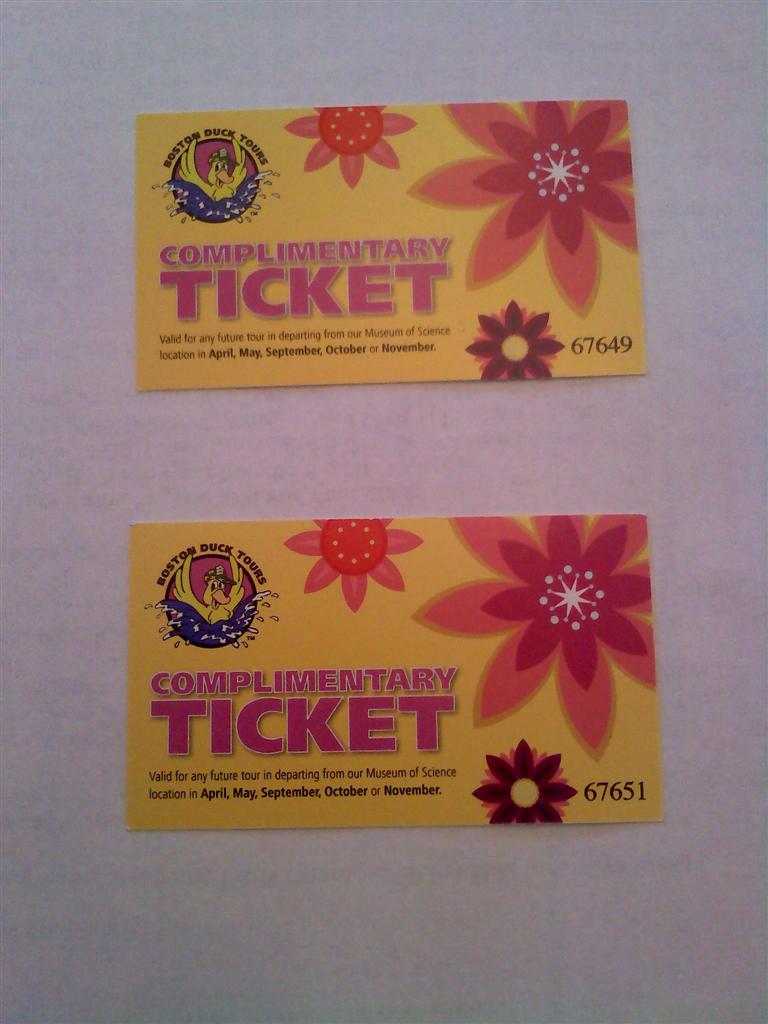 BOSTON DUCK TOURS
TM
COMPLIMENTARY
TICKET
Valid for any future tour in departing from our Museum of Science
location in April, May, September, October or November.
67649
BOSTON DUCK TOURS
TM
COMPLIMENTARY
TICKET
Valid for any future tour in departing from our Museum of Science
location in April, May, September, October or November.
67651